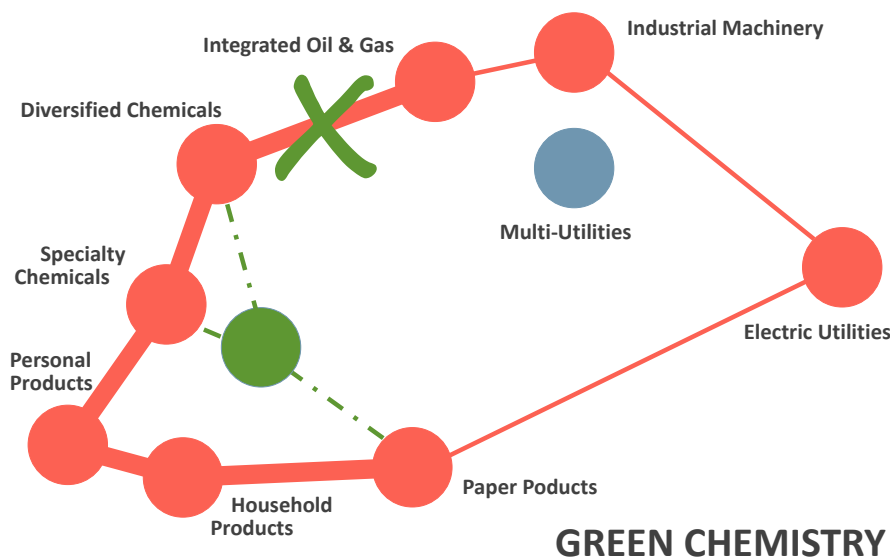 Industrial Machinery
Integrated Oil & Gas
Diversified Chemicals
Multi-Utilities
Specialty
Chemicals
Electric Utilities
Personal
Products
Paper Poducts
Household
Products
GREEN CHEMISTRY